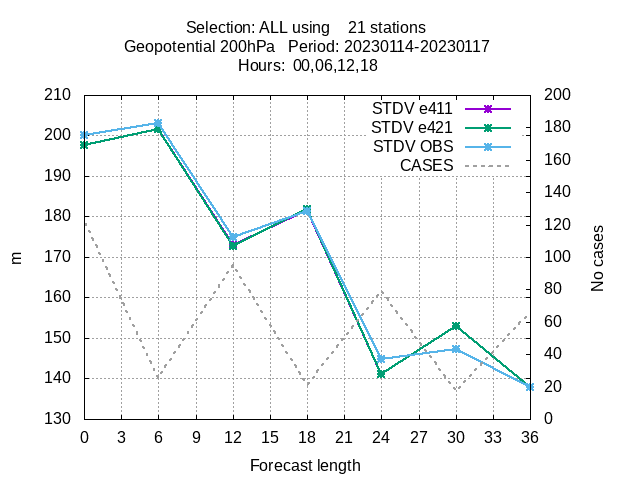 Selection: ALL using    21 stations
Geopotential 200hPa   Period: 20230114-20230117
Hours:  00,06,12,18
STDV e411
STDV e421
STDV OBS
CASES
210
200
190
180
170
160
150
140
130
200
180
160
140
120
100
80
60
40
20
0
m
No cases
0 3 6 9 12 15 18 21 24 27 30 33 36
Forecast length